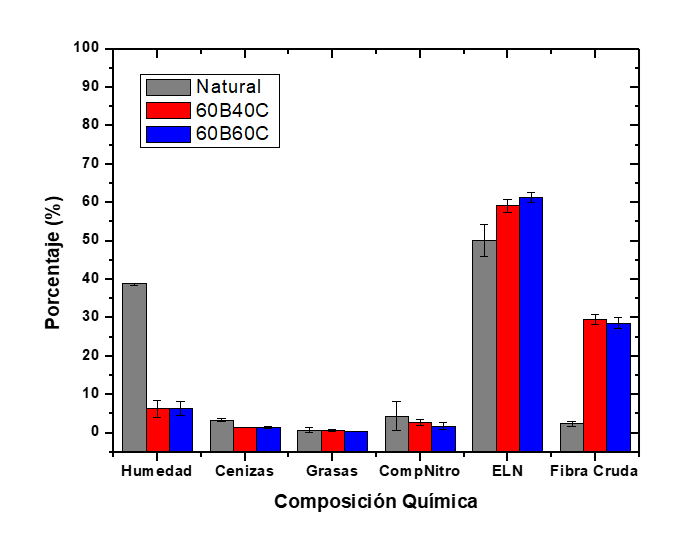 100
90
80
70
60
50
40
30
20
10
0
Porcentaje (%)
Natural
60B40C
60B60C
Humedad Cenizas Grasas CompNitro ELN Fibra Cruda
Composición Química